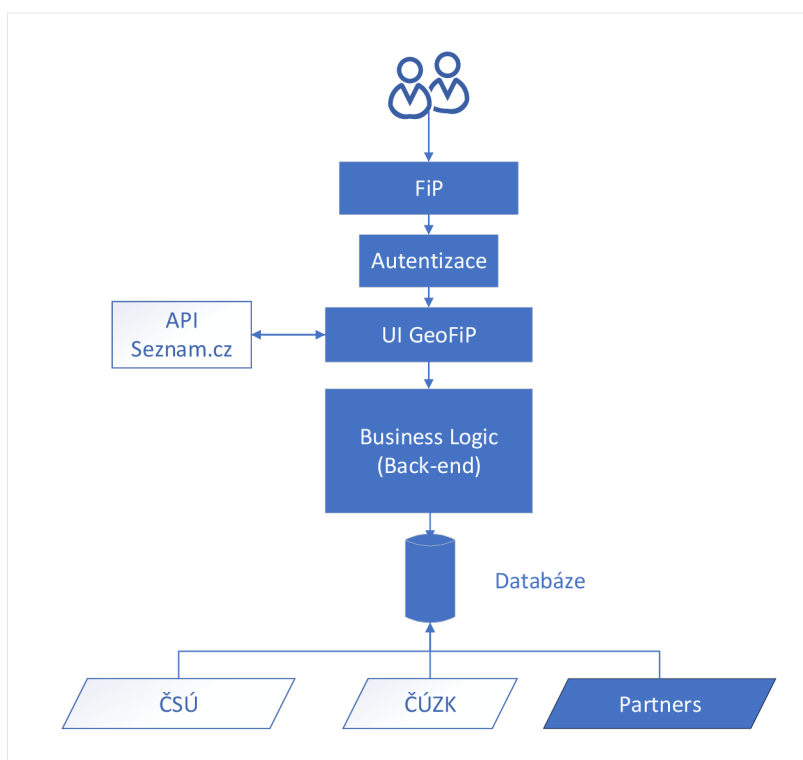 FiP
Autentizace
API
Seznam.cz
UI GeoFiP
Business Logic
(Back-end)
Databáze
ČSÚ
ČÚZK
Partners